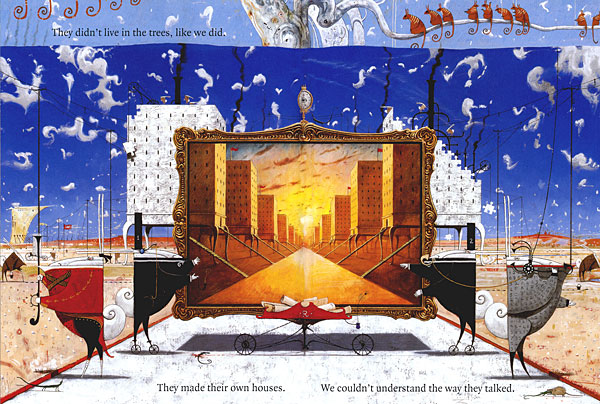 They didn't live in the trees, like we did.
They made their own houses.
We couldn't understand the way they talked.